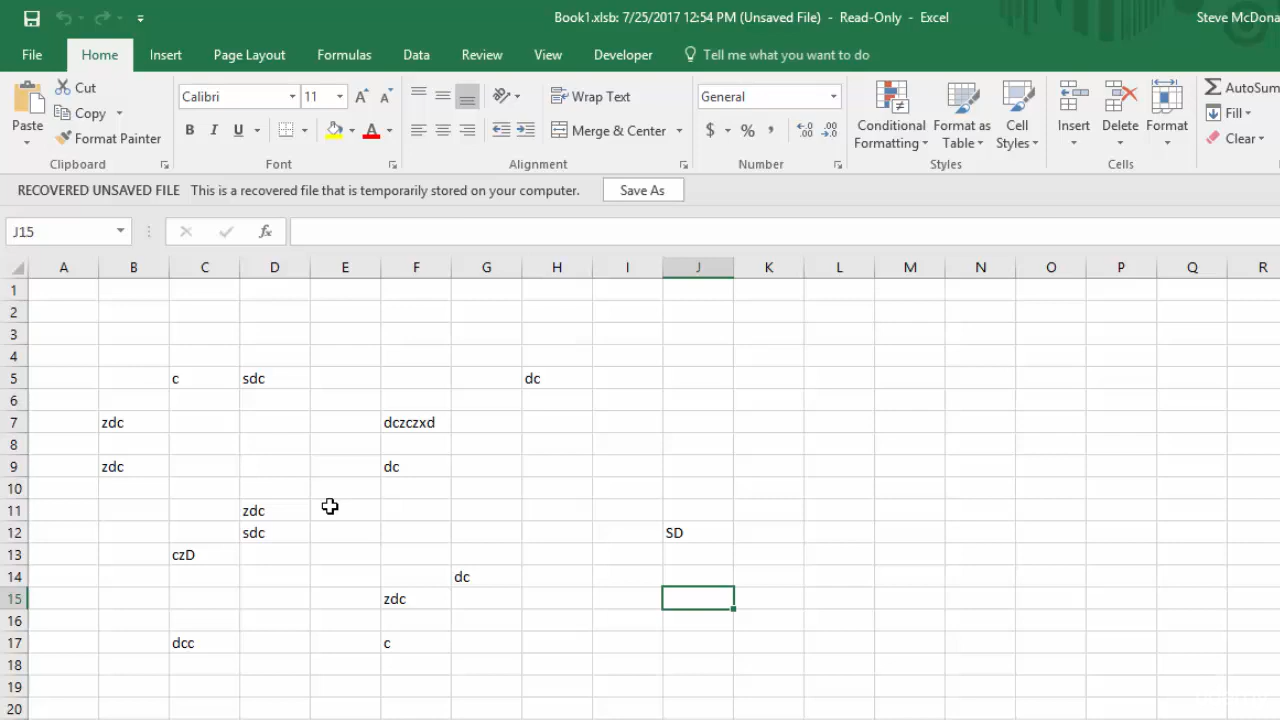 Book1.xlsb: 7/25/2017 12:54 PM (Unsaved File) - Read-Only - Excel
Steve McDona
File Home Insert Page Layout Formulas Data Review View Developer Tell me what you want to do
Paste
Cut
Copy
Format Painter
Clipboard
Calibri 11
B I U
Font
Wrap Text
Merge & Center
Alignment
General
$ % ,
Number
Conditional Formatting
Format as Table
Cell Styles
Styles
Insert Delete Format
Cells
AutoSum
Fill
Clear
RECOVERED UNSAVED FILE This is a recovered file that is temporarily stored on your computer. Save As
J15 fx
A B C D E F G H I J K L M N O P Q R
1
2
3
4
5 c sdc dc
6
7 zdc dczczxd
8
9 zdc dc
10
11 zdc
12 sdc SD
13 czD
14 dc
15 zdc
16
17 dcc c
18
19
20